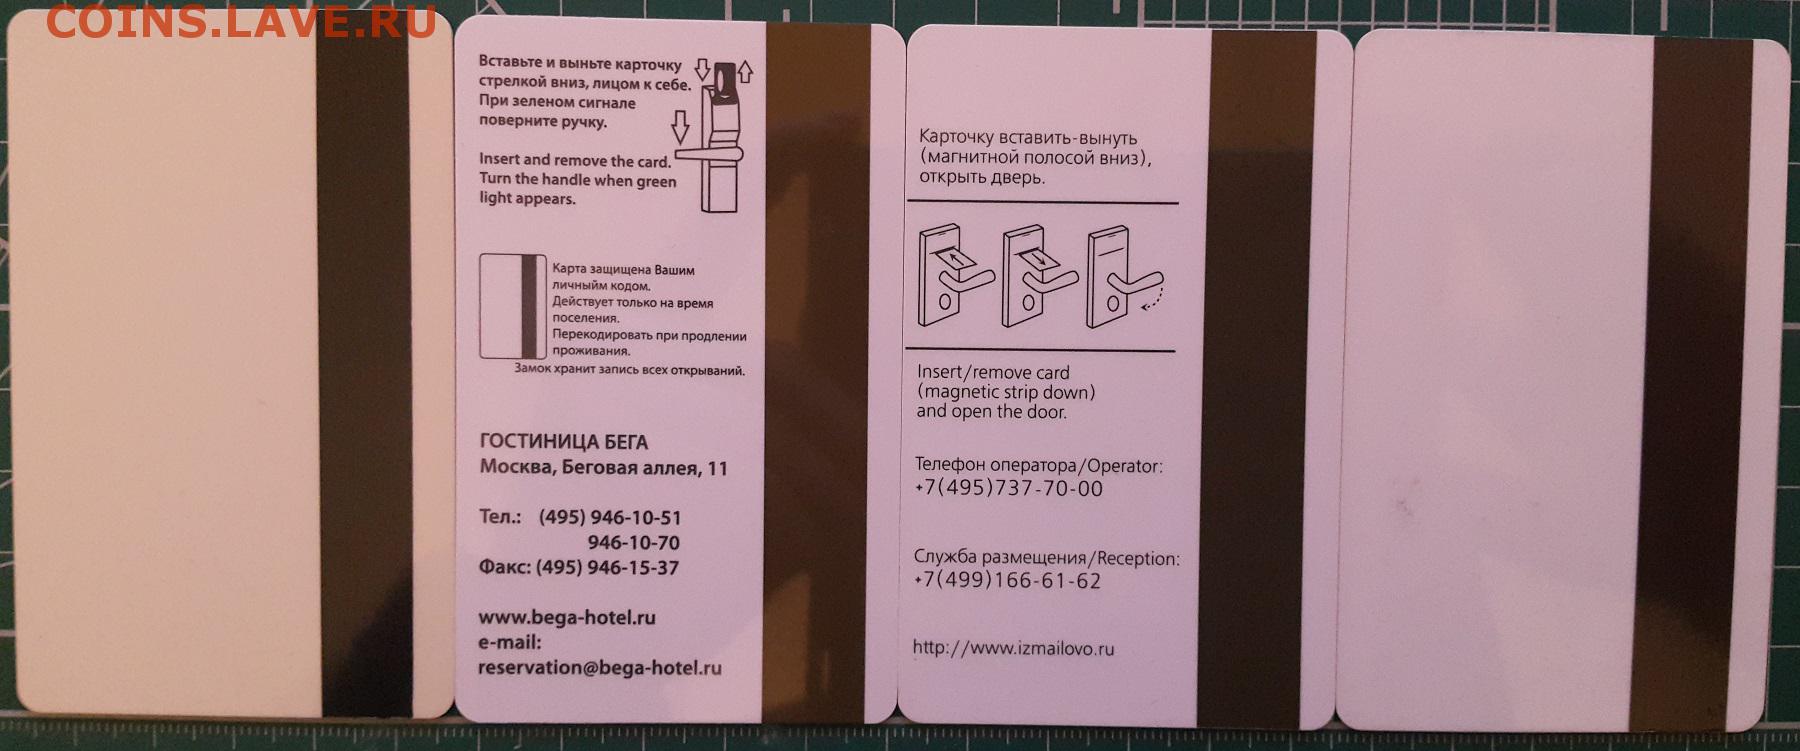 COINS.LAVE.RU
Вставьте и выньте карточку
стрелкой вниз, лицом к себе.
При зеленом сигнале
поверните ручку.
Insert and remove the card.
Turn the handle when green
light appears.
Карта защищена Вашим
личныйм кодом.
Действует только на время
поселения.
Перекодировать при продлении
проживания.
Замок хранит запись всех открываний.
ГОСТИНИЦА БЕГА
Москва, Беговая аллея, 11
Тел.: (495) 946-10-51
946-10-70
Факс: (495) 946-15-37
www.bega-hotel.ru
e-mail:
reservation@bega-hotel.ru
Карточку вставить-вынуть
(магнитной полосой вниз),
открыть дверь.
Insert/remove card
(magnetic strip down)
and open the door.
Телефон оператора/Operator:
+7(495)737-70-00
Служба размещения/Reception:
+7(499)166-61-62
http://www.izmailovo.ru